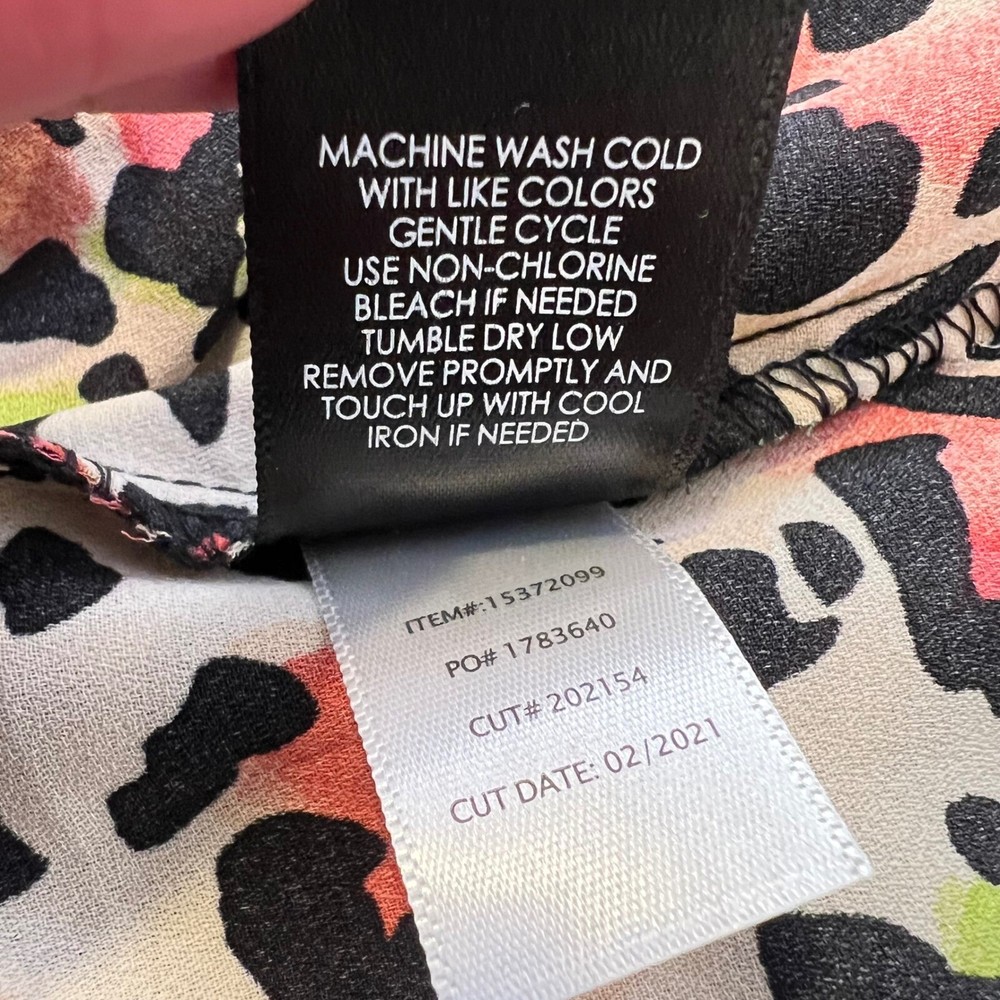 MACHINE WASH COLD
WITH LIKE COLORS
GENTLE CYCLE
USE NON-CHLORINE
BLEACH IF NEEDED
TUMBLE DRY LOW
REMOVE PROMPTLY AND
TOUCH UP WITH COOL
IRON IF NEEDED
ITEM#:15372099
PO# 1783640
CUT# 202154
CUT DATE: 02/2021